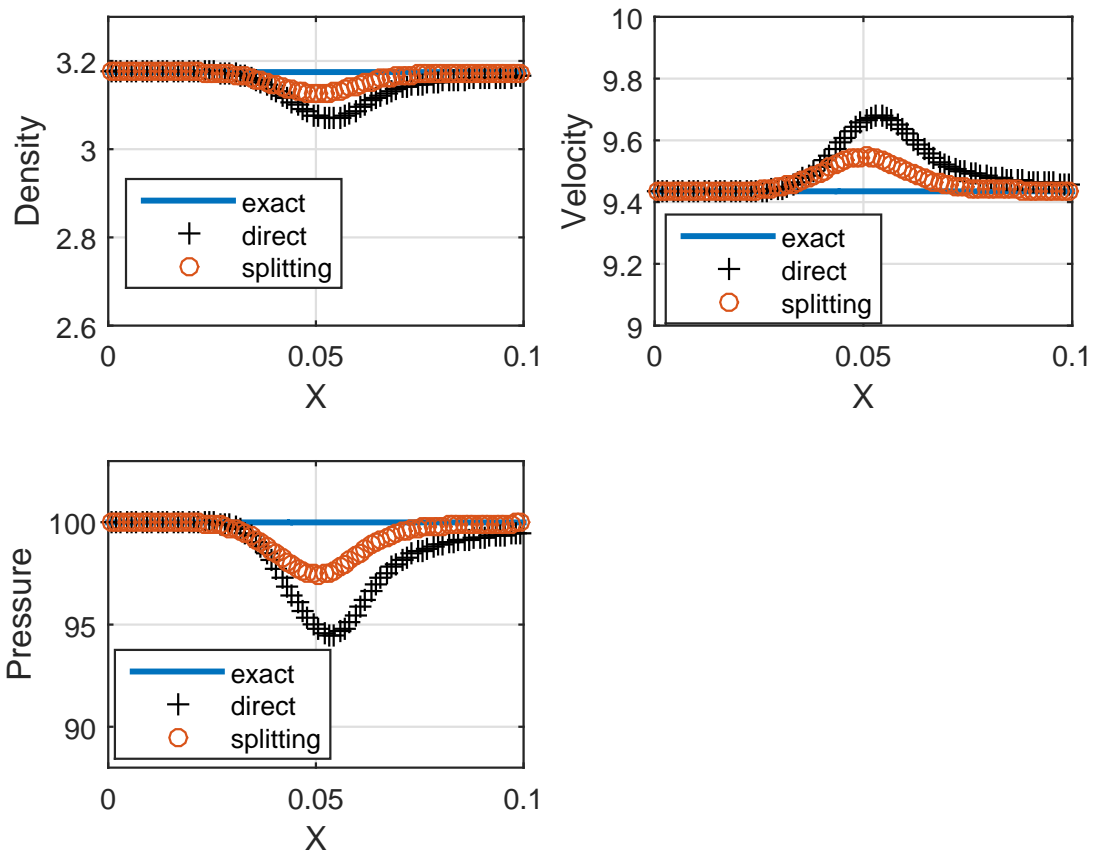 3.2
3
2.8
2.6
Density
exact
direct
splitting
0
0.05
0.1
X
10
9.8
9.6
9.4
9.2
9
Velocity
exact
direct
splitting
0
0.05
0.1
X
100
95
90
Pressure
exact
direct
splitting
0
0.05
0.1
X